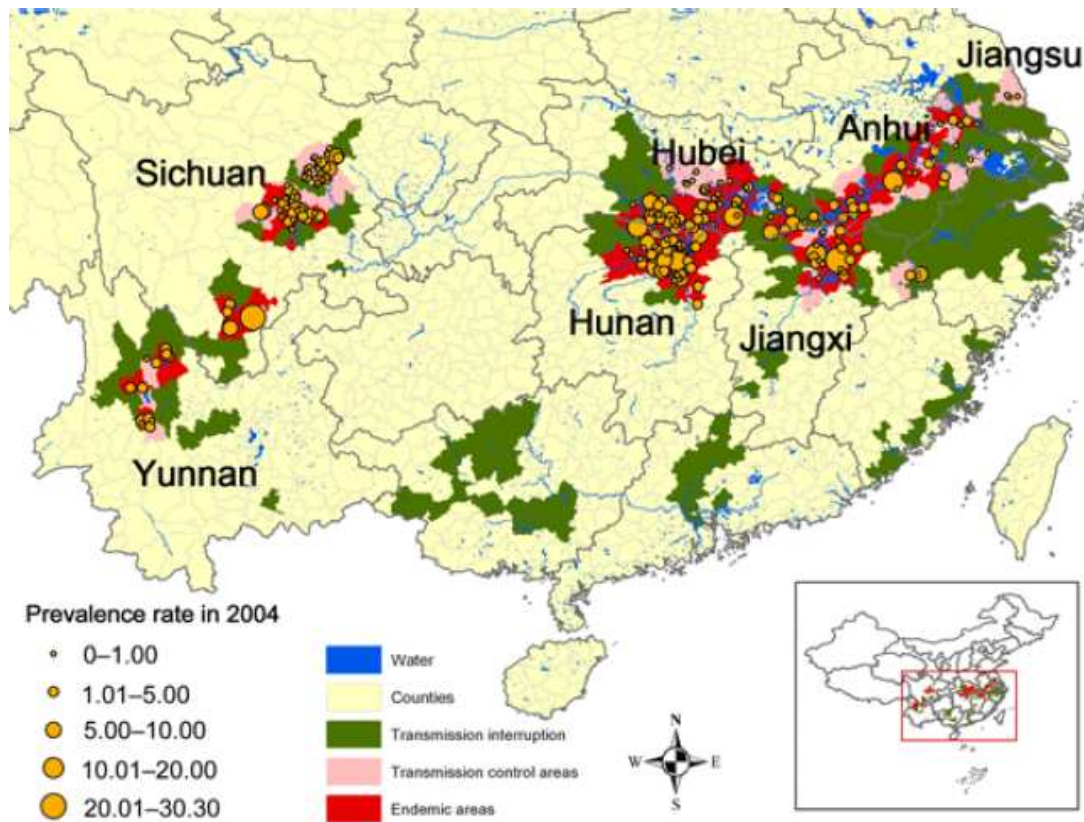 Jiangsu
Anhui
Hubei
Sichuan
Hunan
Jiangxi
Yunnan
Prevalence rate in 2004
0–1.00
1.01–5.00
5.00–10.00
10.01–20.00
20.01–30.30
Water
Counties
Transmission interruption
Transmission control areas
Endemic areas
N
W E
S